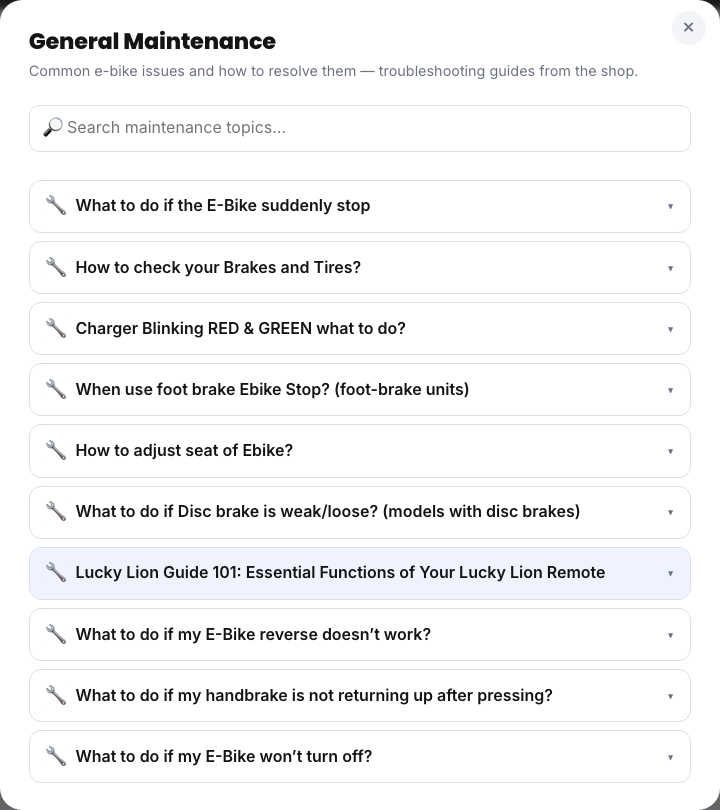 General Maintenance
Common e-bike issues and how to resolve them — troubleshooting guides from the shop.
Search maintenance topics...
What to do if the E-Bike suddenly stop
How to check your Brakes and Tires?
Charger Blinking RED & GREEN what to do?
When use foot brake Ebike Stop? (foot-brake units)
How to adjust seat of Ebike?
What to do if Disc brake is weak/loose? (models with disc brakes)
Lucky Lion Guide 101: Essential Functions of Your Lucky Lion Remote
What to do if my E-Bike reverse doesn’t work?
What to do if my handbrake is not returning up after pressing?
What to do if my E-Bike won’t turn off?